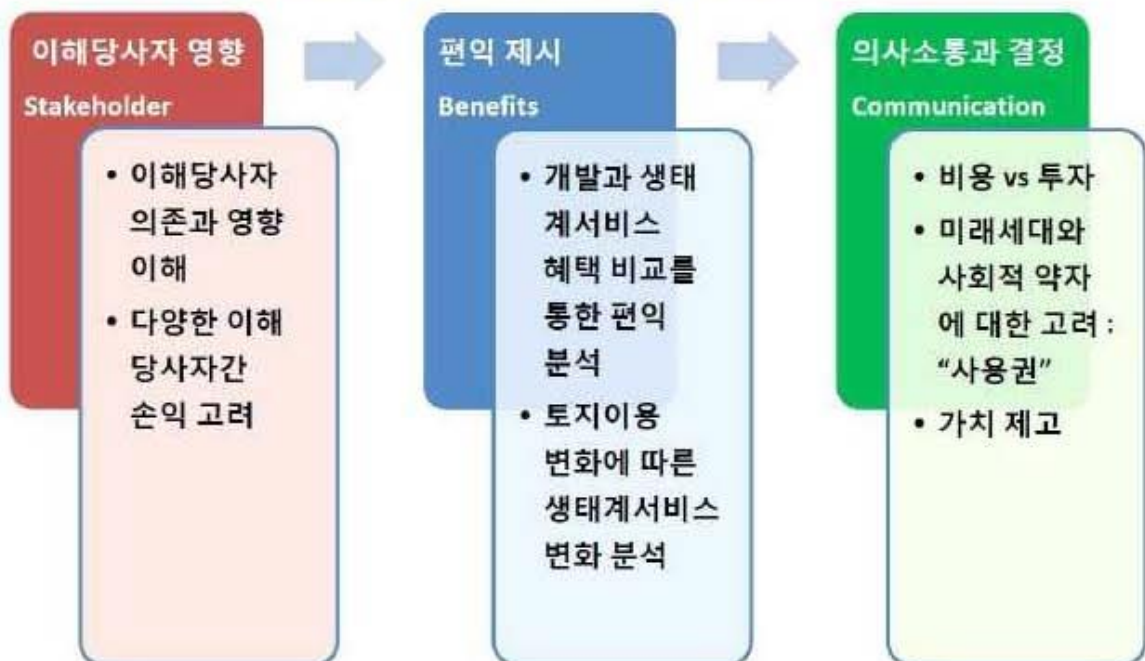 이해당사자 영향
Stakeholder
• 이해당사자
의존과 영향
이해
• 다양한 이해
당사자간
손익 고려
편익 제시
Benefits
• 개발과 생태
계서비스
혜택 비교를
통한 편익
분석
• 토지이용
변화에 따른
생태계서비스
변화 분석
의사소통과 결정
Communication
• 비용 vs 투자
• 미래세대와
사회적 약자
에 대한 고려 :
“사용권”
• 가치 제고